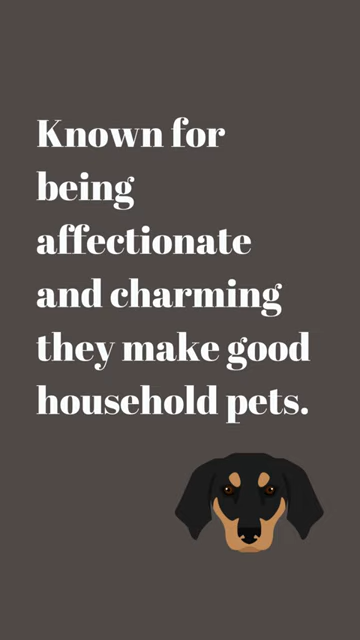 Known for
being
affectionate
and charming
they make good
household pets.